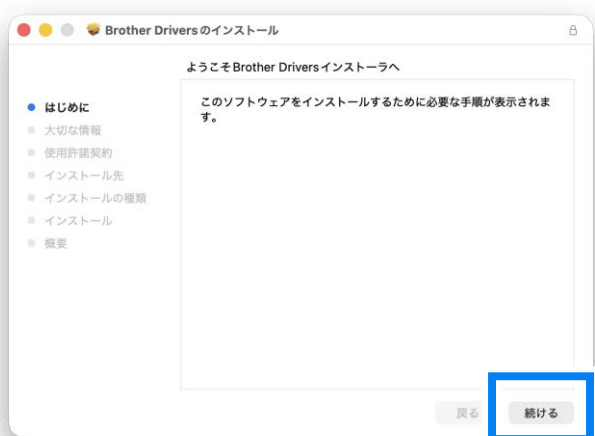 Brother Driversのインストール
ようこそBrother Driversインストーラへ
はじめに
大切な情報
使用許諾契約
インストール先
インストールの種類
インストール
概要
このソフトウェアをインストールするために必要な手順が表示されま
す。
戻る
続ける